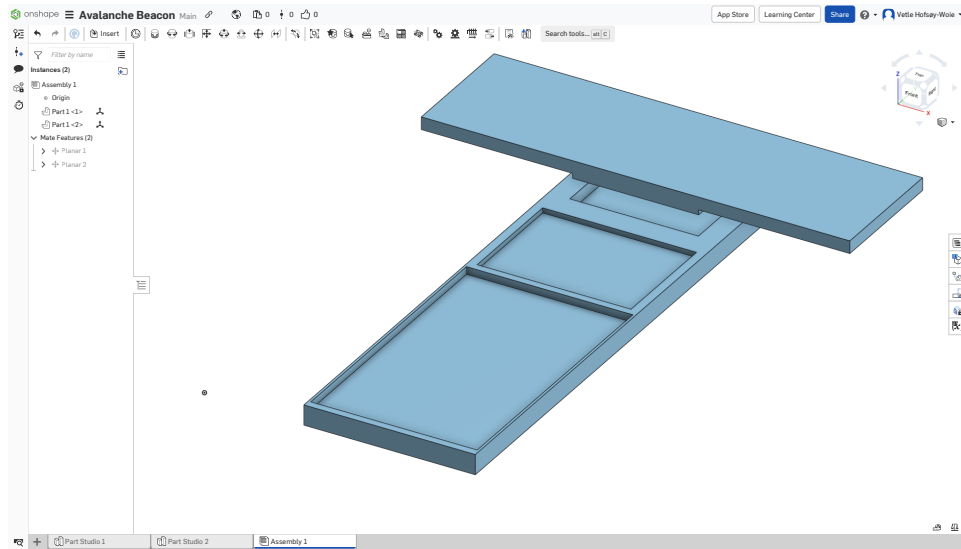 onshape Avalanche Beacon Main 0 0 0 App Store Learning Center Share Vetle Hofsøy-Woie
Insert Search tools... alt C
Filter by name
Instances (2)
Assembly 1
Origin
Part 1 <1>
Part 1 <2>
Mate Features (2)
Planar 1
Planar 2
Z
Top
Front
Right
X
Part Studio 1 Part Studio 2 Assembly 1